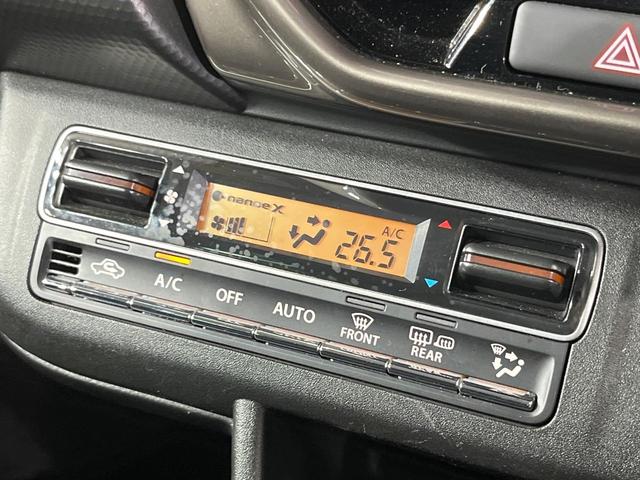 nanoe X
A/C
26.5
A/C
OFF
AUTO
FRONT
REAR